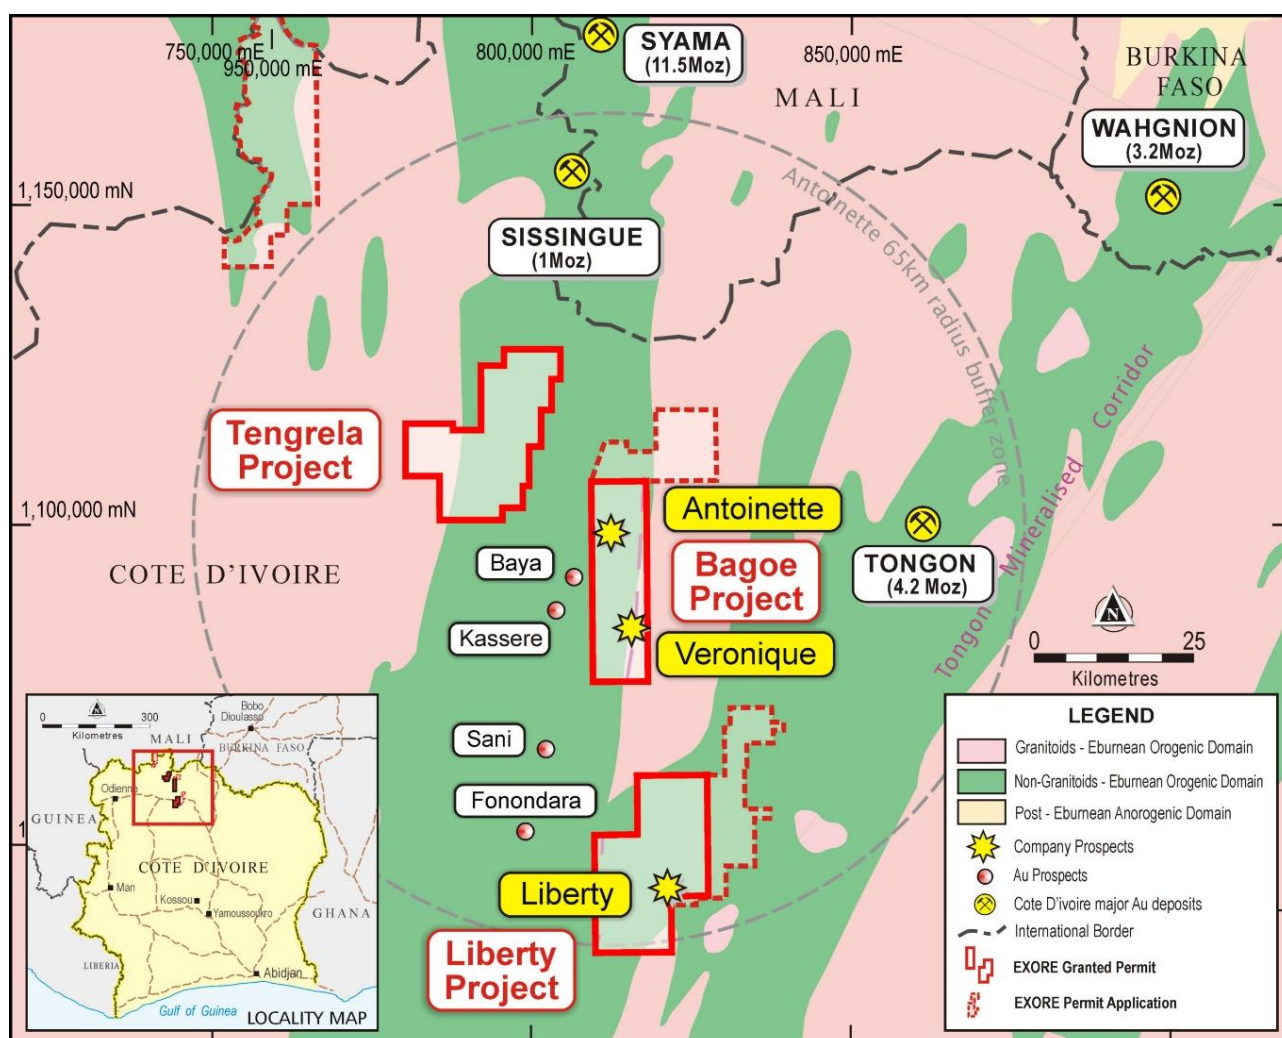 750,000 mE
950,000 mE
800,000 mE
850,000 mE
SYAMA
(11.5Moz)
MALI
BURKINA
FASO
WAHGNION
(3.2Moz)
1,150,000 mN
SISSINGUE
(1Moz)
Antoinette 65km radius buffer zone
Tengrela
Project
1,100,000 mN
Antoinette
Bagoe
Project
Veronique
COTE D'IVOIRE
Baya
Kassere
TONGON
(4.2 Moz)
Tongon Mineralised Corridor
N
0 25
Kilometres
Sani
Fonondara
Liberty
Liberty
Project
1
N
0 300
Kilometres
MALI
Bobo
Dioulasso
BURKINA FASO
Odienne
GUINEA
COTE D'IVOIRE
Man
Kossou
Yamoussoukro
GHANA
LIBERIA
Abidjan
Gulf of Guinea
LOCALITY MAP
LEGEND
Granitoids - Eburnean Orogenic Domain
Non-Granitoids - Eburnean Orogenic Domain
Post - Eburnean Anorogenic Domain
Company Prospects
Au Prospects
Cote D'ivoire major Au deposits
International Border
EXORE Granted Permit
EXORE Permit Application